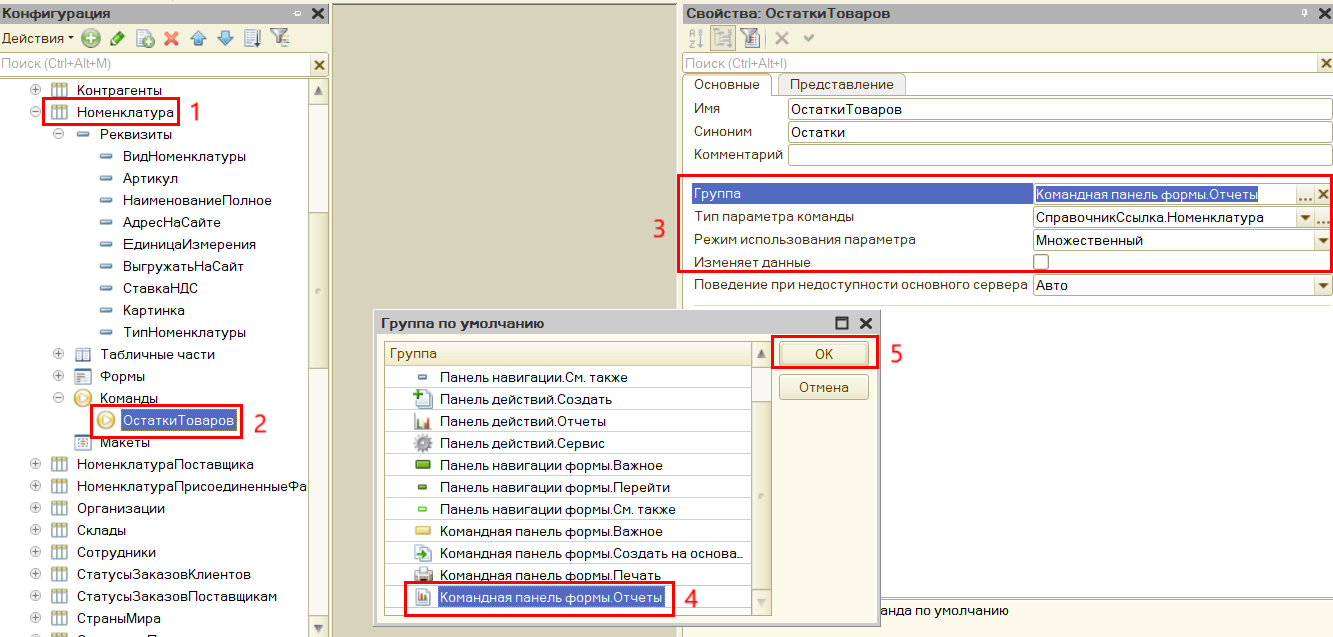 Конфигурация
Действия
Поиск (Ctrl+Alt+M)
Контрагенты
Номенклатура
1
Реквизиты
ВидНоменклатуры
Артикул
НаименованиеПолное
АдресНаСайте
ЕдиницаИзмерения
ВыгружатьНаСайт
СтавкаНДС
Картинка
ТипНоменклатуры
Табличные части
Формы
Команды
ОстаткиТоваров
2
Макеты
НоменклатураПоставщика
НоменклатураПрисоединенныеФа
Организации
Склады
Сотрудники
СтатусыЗаказовКлиентов
СтатусыЗаказовПоставщикам
СтраныМира
Свойства: ОстаткиТоваров
Поиск (Ctrl+Alt+I)
Основные
Представление
Имя
ОстаткиТоваров
Синоним
Остатки
Комментарий
3
Группа
Командная панель формы.Отчеты
...
Тип параметра команды
СправочникСсылка.Номенклатура
...
Режим использования параметра
Множественный
Изменяет данные
Поведение при недоступности основного сервера
Авто
Группа по умолчанию
Группа
Панель навигации.См. также
Панель действий.Создать
Панель действий.Отчеты
Панель действий.Сервис
Панель навигации формы.Важное
Панель навигации формы.Перейти
Панель навигации формы.См. также
Командная панель формы.Важное
Командная панель формы.Создать на основа...
Командная панель формы.Печать
Командная панель формы.Отчеты
4
OK
5
Отмена
анда по умолчанию